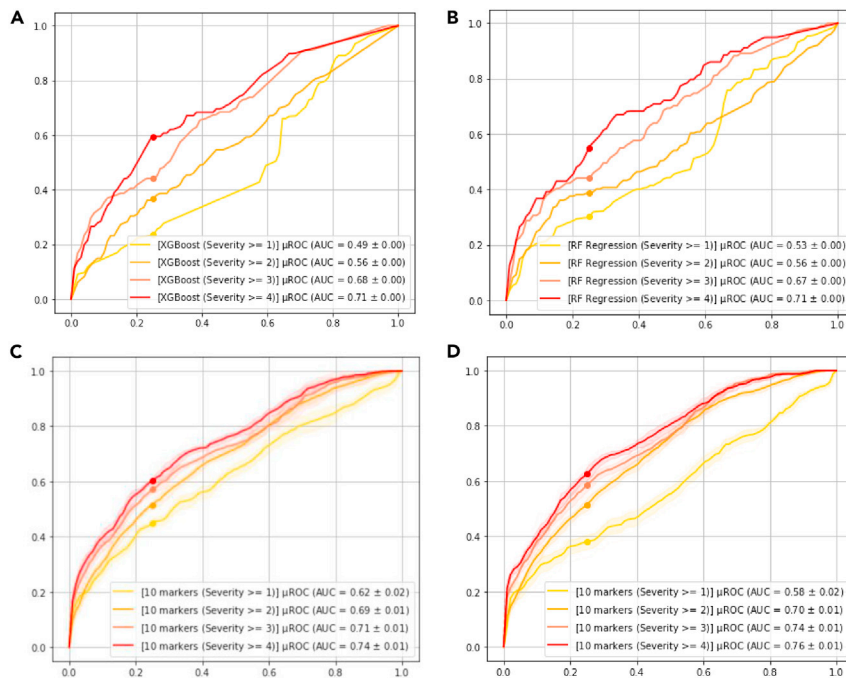 A
1.0
0.8
0.6
0.4
0.2
0.0
0.0 0.2 0.4 0.6 0.8 1.0
[XGBoost (Severity >= 1)] μROC (AUC = 0.49 ± 0.00)
[XGBoost (Severity >= 2)] μROC (AUC = 0.56 ± 0.00)
[XGBoost (Severity >= 3)] μROC (AUC = 0.68 ± 0.00)
[XGBoost (Severity >= 4)] μROC (AUC = 0.71 ± 0.00)
B
1.0
0.8
0.6
0.4
0.2
0.0
0.0 0.2 0.4 0.6 0.8 1.0
[RF Regression (Severity >= 1)] μROC (AUC = 0.53 ± 0.00)
[RF Regression (Severity >= 2)] μROC (AUC = 0.56 ± 0.00)
[RF Regression (Severity >= 3)] μROC (AUC = 0.67 ± 0.00)
[RF Regression (Severity >= 4)] μROC (AUC = 0.71 ± 0.00)
C
1.0
0.8
0.6
0.4
0.2
0.0
0.0 0.2 0.4 0.6 0.8 1.0
[10 markers (Severity >= 1)] μROC (AUC = 0.62 ± 0.02)
[10 markers (Severity >= 2)] μROC (AUC = 0.69 ± 0.01)
[10 markers (Severity >= 3)] μROC (AUC = 0.71 ± 0.01)
[10 markers (Severity >= 4)] μROC (AUC = 0.74 ± 0.01)
D
1.0
0.8
0.6
0.4
0.2
0.0
0.0 0.2 0.4 0.6 0.8 1.0
[10 markers (Severity >= 1)] μROC (AUC = 0.58 ± 0.02)
[10 markers (Severity >= 2)] μROC (AUC = 0.70 ± 0.01)
[10 markers (Severity >= 3)] μROC (AUC = 0.74 ± 0.01)
[10 markers (Severity >= 4)] μROC (AUC = 0.76 ± 0.01)